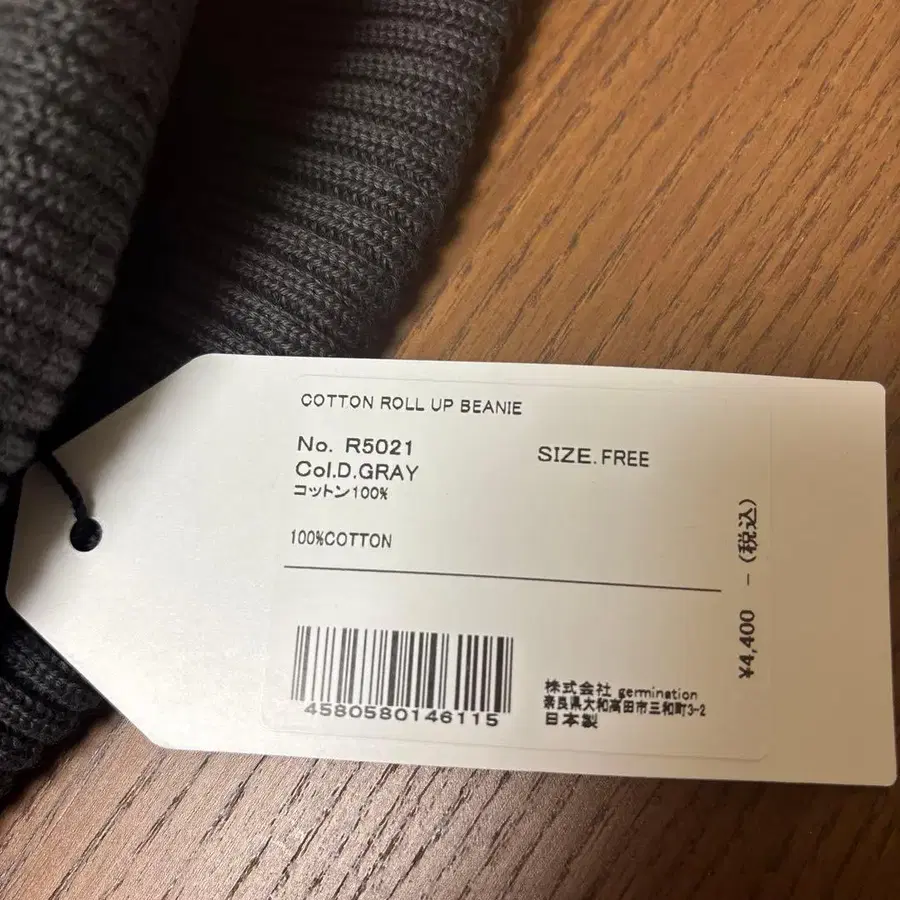 COTTON ROLL UP BEANIE
No. R5021
SIZE. FREE
Col.D.GRAY
コットン100%
100%COTTON
¥4,400 - (税込)
4580580146115
株式会社 germination
奈良県大和高田市三和町3-2
日本製